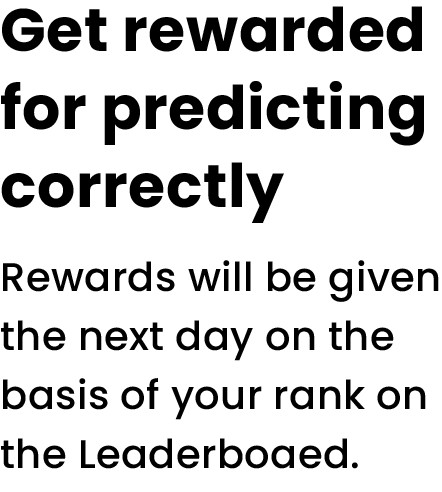 Get rewarded
for predicting
correctly
Rewards will be given
the next day on the
basis of your rank on
the Leaderboaed.